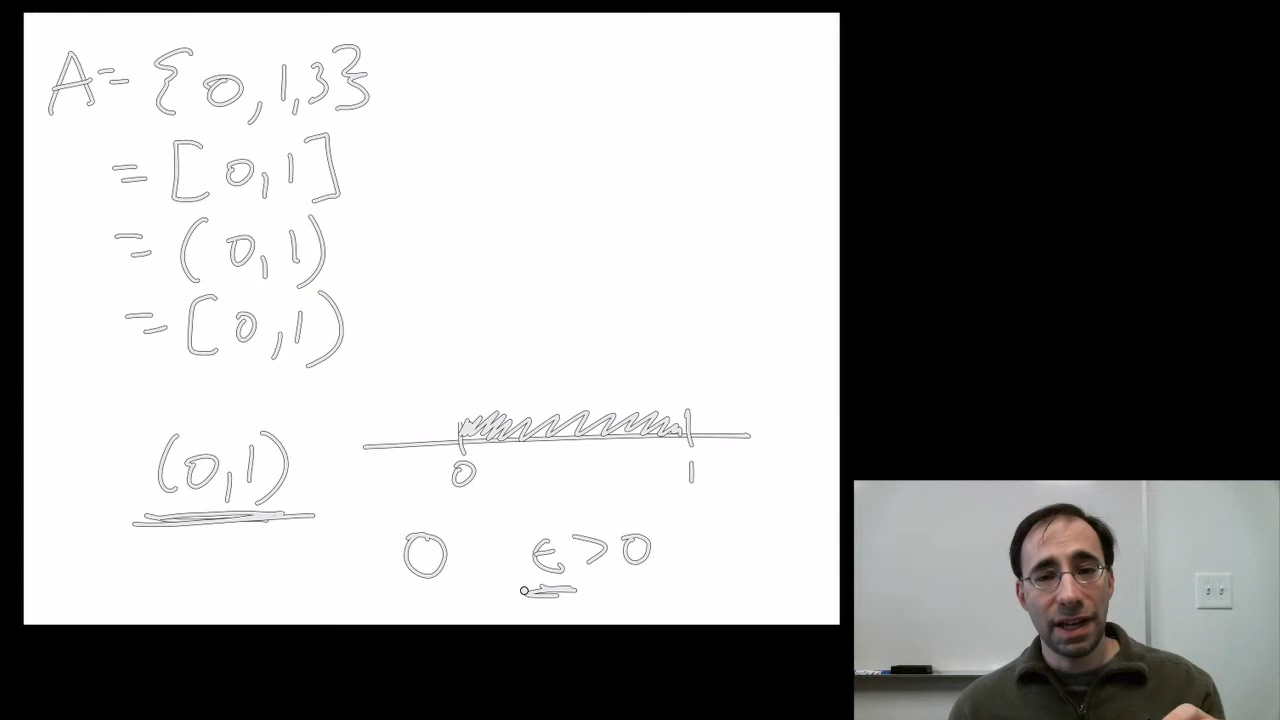 A = {0,1,3}
= [0,1]
= (0,1)
= [0,1)
(0,1)
0 1
0 ϵ > 0